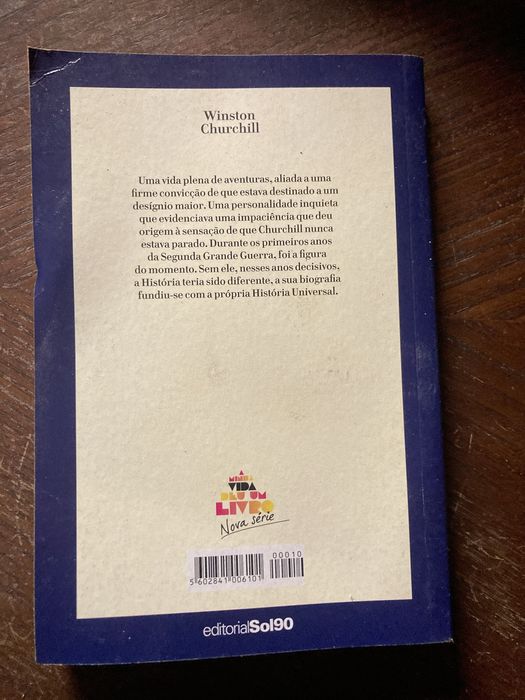 Winston
Churchill
Uma vida plena de aventuras, aliada a uma
firme convicção de que estava destinado a um
desígnio maior. Uma personalidade inquieta
que evidenciava uma impaciência que deu
origem à sensação de que Churchill nunca
estava parado. Durante os primeiros anos
da Segunda Grande Guerra, foi a figura
do momento. Sem ele, nesses anos decisivos,
a História teria sido diferente, a sua biografia
fundiu-se com a própria História Universal.
A
MINHA
VIDA
DEU UM
LIVRO
Nova série
00010
5 602841 006101
editorialSol90